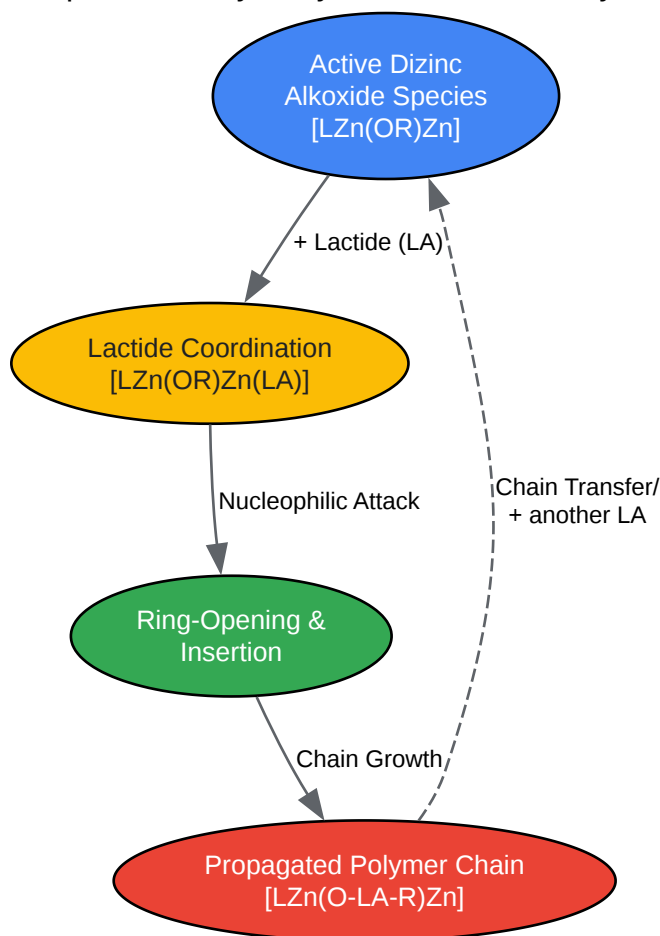 Active Dizinc
Alkoxide Species
[LZn(OR)Zn]
+ Lactide (LA)
Lactide Coordination
[LZn(OR)Zn(LA)]
Nucleophilic Attack
Chain Transfer/
+ another LA
Ring-Opening &
Insertion
Chain Growth
Propagated Polymer Chain
[LZn(O-LA-R)Zn]